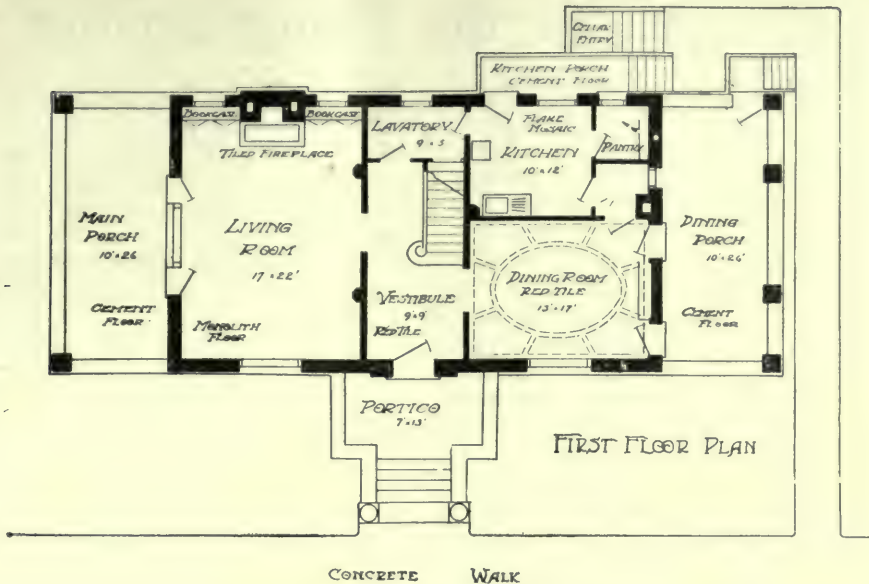 CELLAR
ENTRY
KITCHEN PORCH
CEMENT FLOOR
BOOKCASE
BOOKCASE
TILED FIREPLACE
LAVATORY
9'×5'
FLAKE
MOSAIC
KITCHEN
10'×12'
PANTRY
MAIN
PORCH
10'×26'
CEMENT
FLOOR
LIVING
ROOM
17'×22'
MONOLITH
FLOOR
VESTIBULE
9'×9'
RED TILE
DINING ROOM
RED TILE
13'×17'
DINING
PORCH
10'×26'
CEMENT
FLOOR
PORTICO
7'×13'
FIRST FLOOR PLAN
CONCRETE WALK